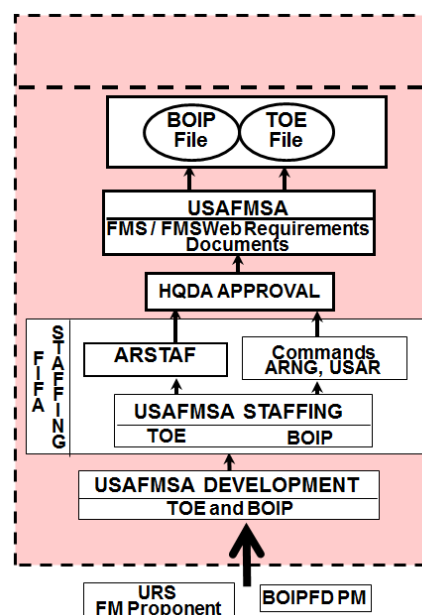 BOIP
File
TOE
File
USAFMSA
FMS / FMSWeb Requirements
Documents
HQDA APPROVAL
FIFA
STAFFING
ARSTAF
Commands
ARNG, USAR
USAFMSA STAFFING
TOE BOIP
USAFMSA DEVELOPMENT
TOE and BOIP
URS
FM Proponent
BOIPFD PM